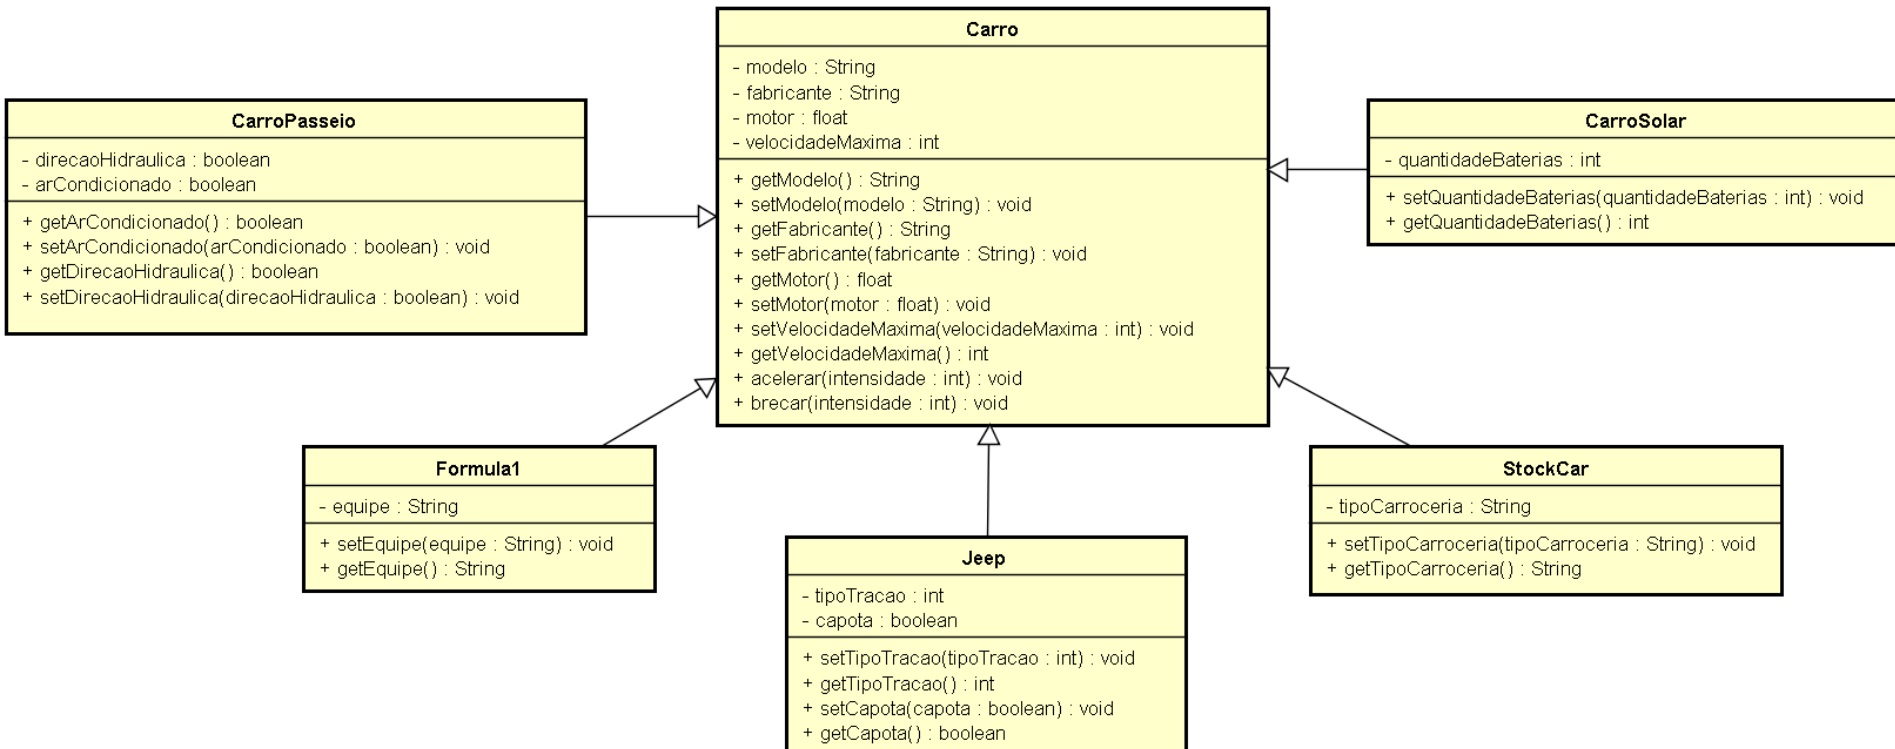 Carro
- modelo : String
- fabricante : String
- motor : float
- velocidadeMaxima : int
+ getModelo() : String
+ setModelo(modelo : String) : void
+ getFabricante() : String
+ setFabricante(fabricante : String) : void
+ getMotor() : float
+ setMotor(motor : float) : void
+ setVelocidadeMaxima(velocidadeMaxima : int) : void
+ getVelocidadeMaxima() : int
+ acelerar(intensidade : int) : void
+ brecar(intensidade : int) : void
CarroPasseio
- direcaoHidraulica : boolean
- arCondicionado : boolean
+ getArCondicionado() : boolean
+ setArCondicionado(arCondicionado : boolean) : void
+ getDirecaoHidraulica() : boolean
+ setDirecaoHidraulica(direcaoHidraulica : boolean) : void
CarroSolar
- quantidadeBaterias : int
+ setQuantidadeBaterias(quantidadeBaterias : int) : void
+ getQuantidadeBaterias() : int
Formula1
- equipe : String
+ setEquipe(equipe : String) : void
+ getEquipe() : String
Jeep
- tipoTracao : int
- capota : boolean
+ setTipoTracao(tipoTracao : int) : void
+ getTipoTracao() : int
+ setCapota(capota : boolean) : void
+ getCapota() : boolean
StockCar
- tipoCarroceria : String
+ setTipoCarroceria(tipoCarroceria : String) : void
+ getTipoCarroceria() : String